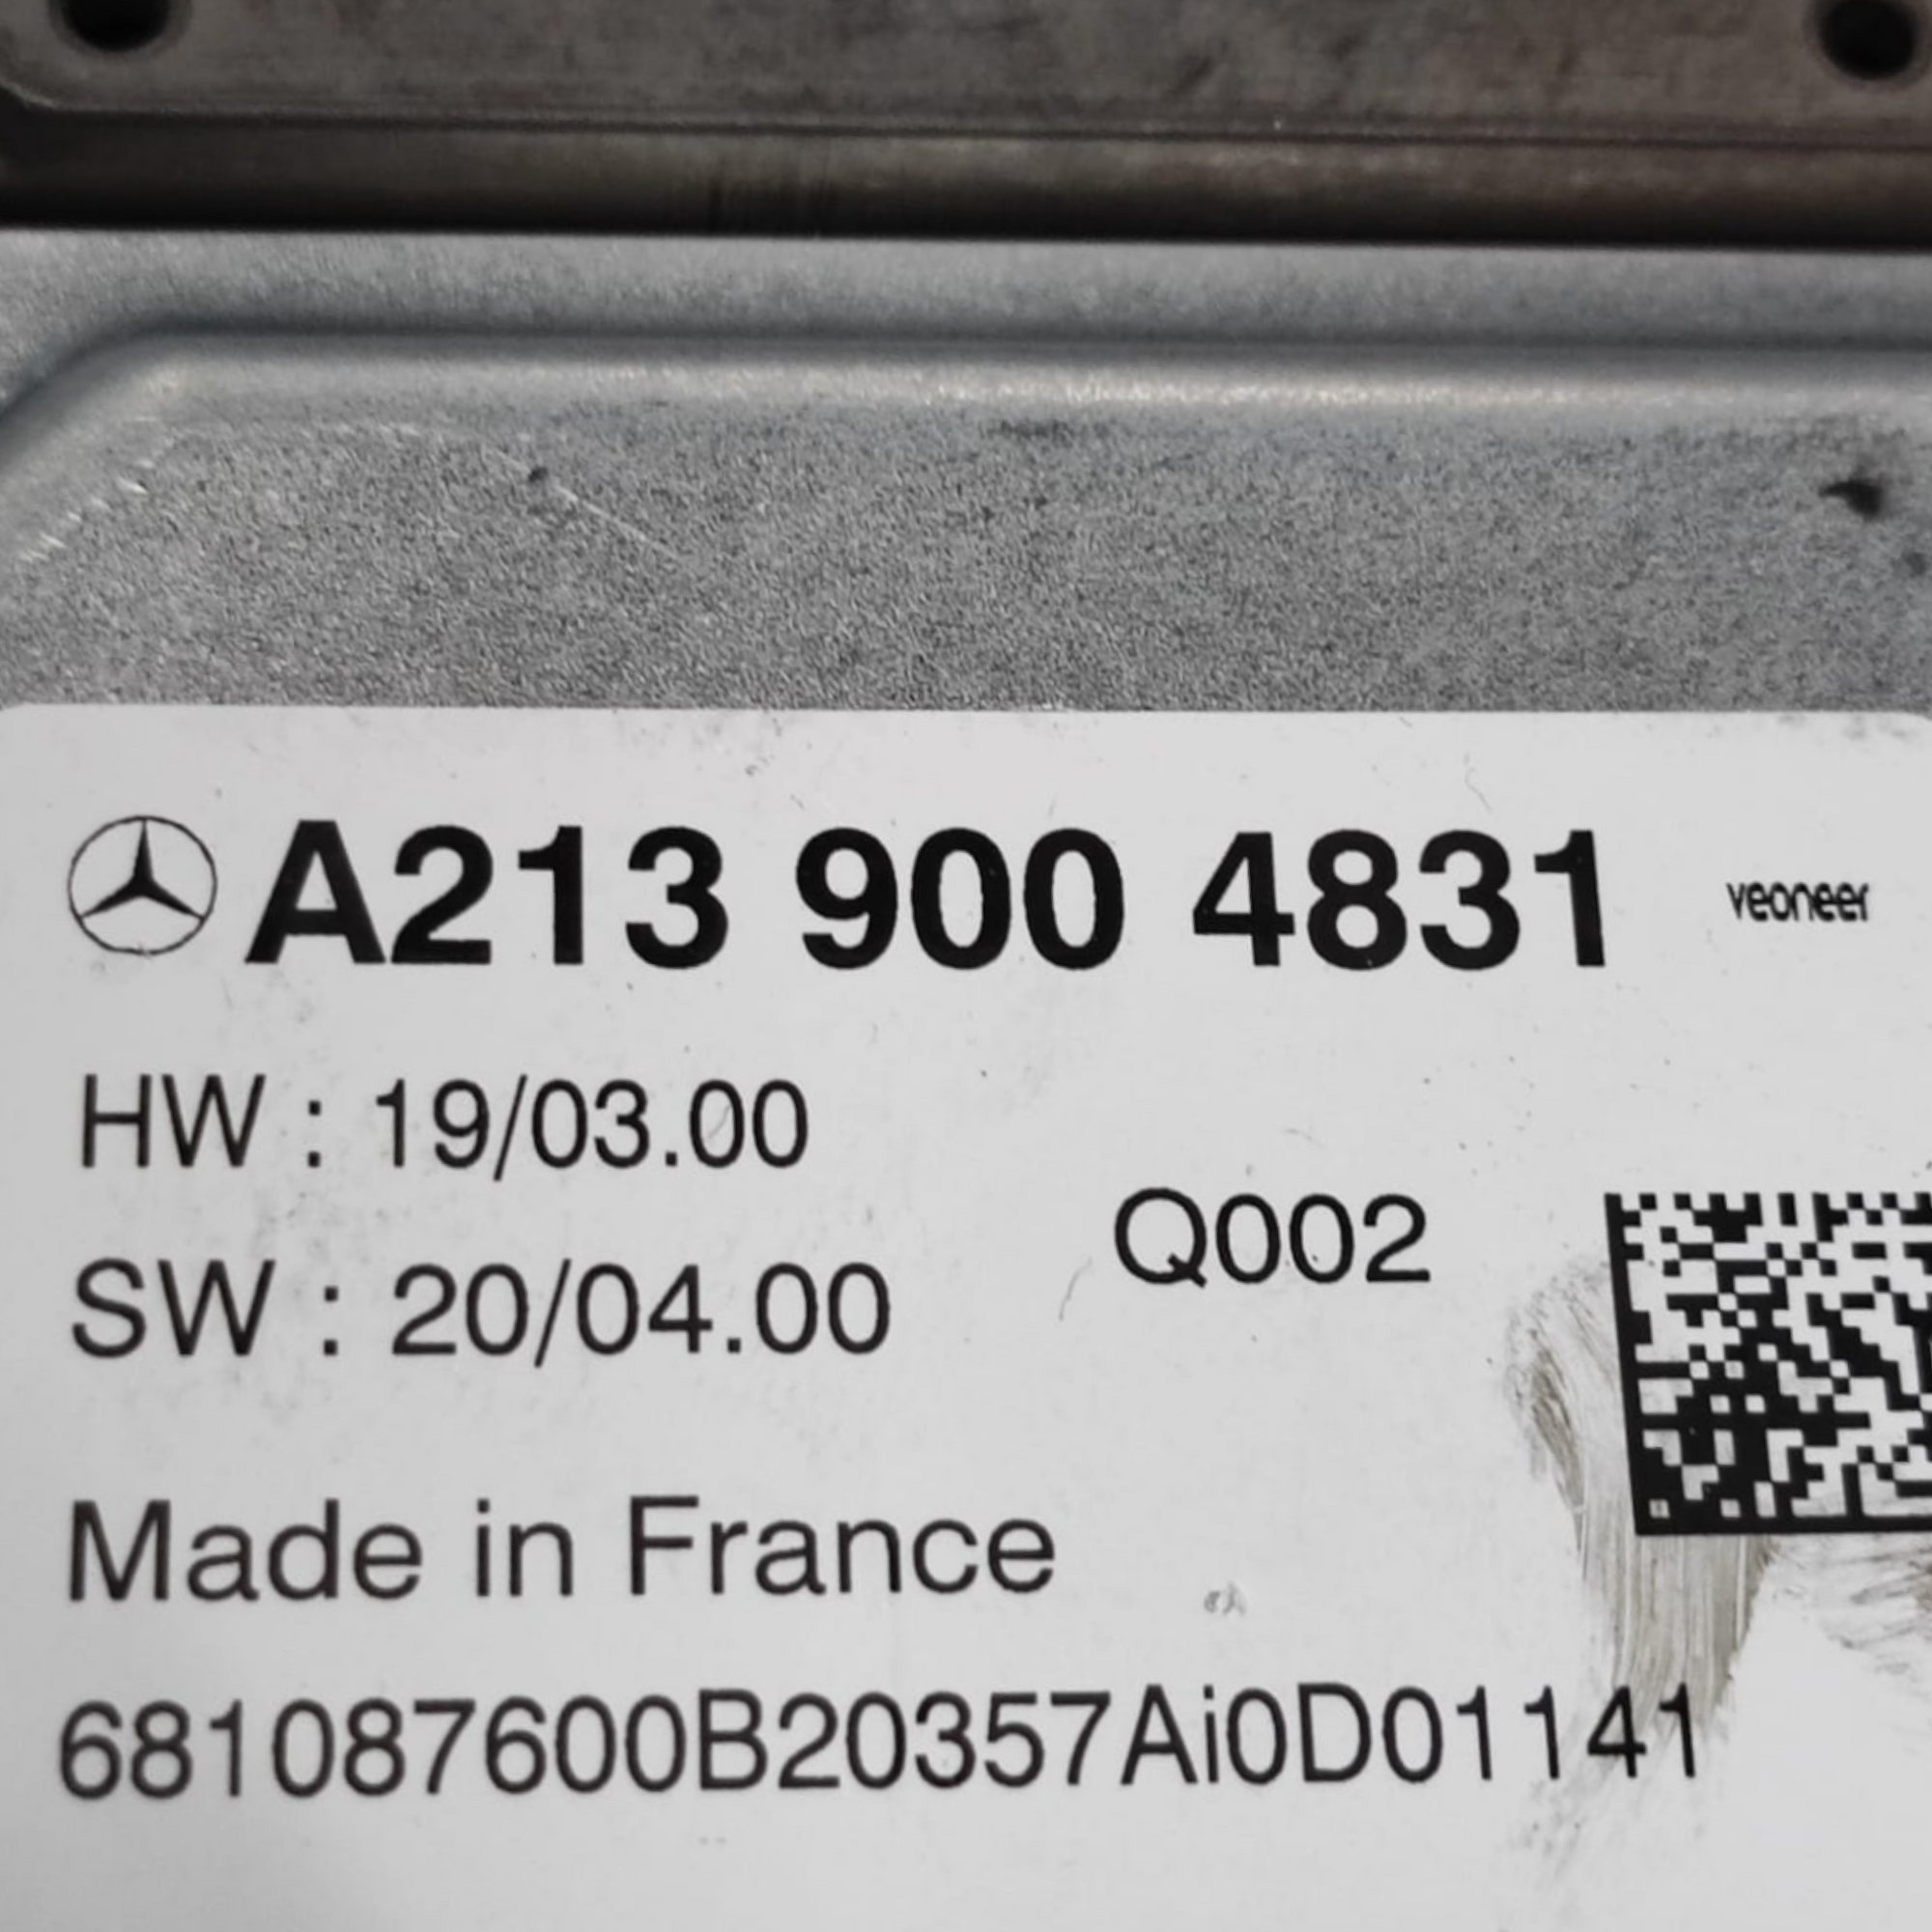 A213 900 4831 veoneer
HW : 19/03.00
Q002
SW : 20/04.00
Made in France
681087600B20357Ai0D01141